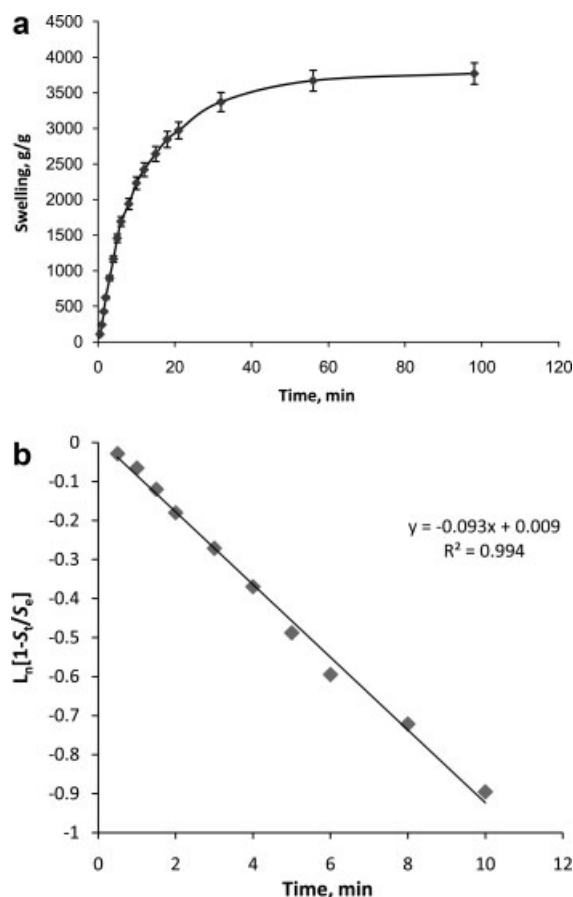 a
4500
4000
3500
3000
2500
2000
1500
1000
500
0
Swelling, g/g
0 20 40 60 80 100 120
Time, min
b
0
-0.1
-0.2
-0.3
-0.4
-0.5
-0.6
-0.7
-0.8
-0.9
-1
Ln[1-St/Se]
y = -0.093x + 0.009
R² = 0.994
0 2 4 6 8 10 12
Time, min